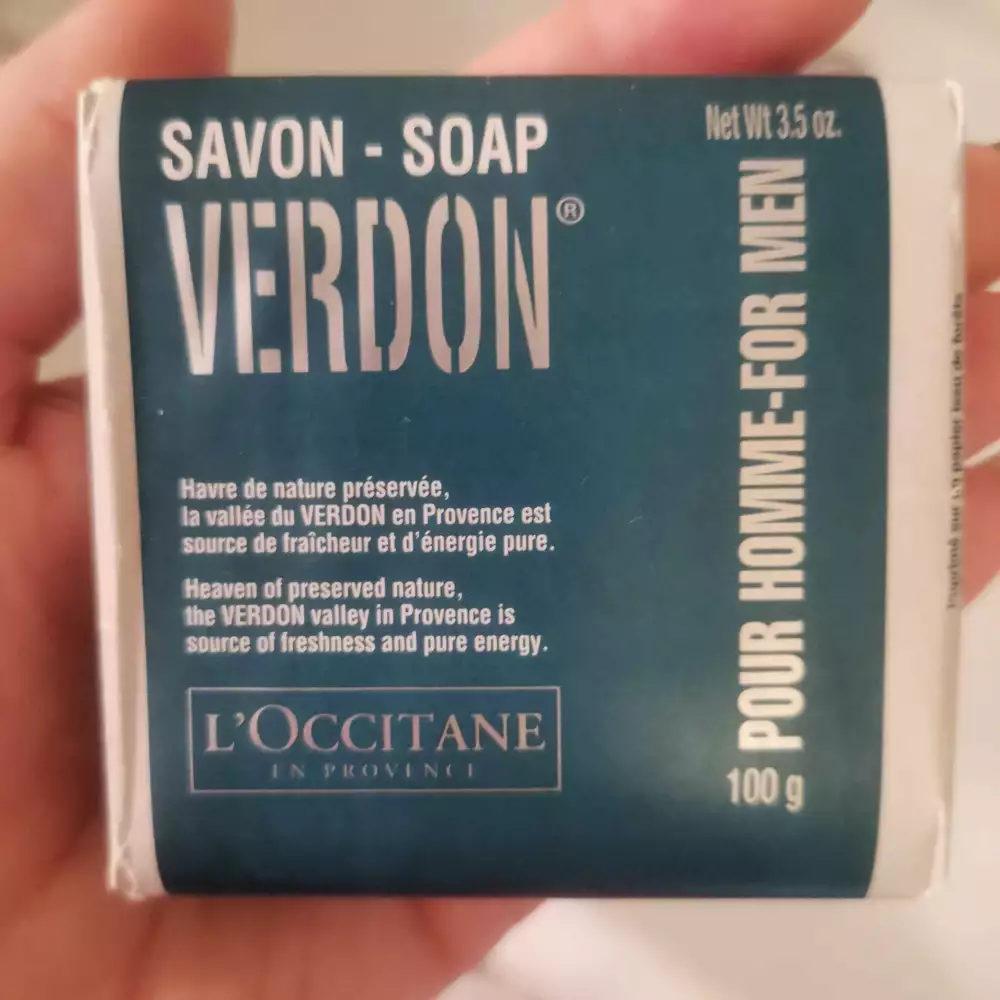 SAVON - SOAP
VERDON®
Net Wt 3.5 oz.
POUR HOMME-FOR MEN
100 g
Havre de nature préservée,
la vallée du VERDON en Provence est
source de fraîcheur et d'énergie pure.
Heaven of preserved nature,
the VERDON valley in Provence is
source of freshness and pure energy.
L'OCCITANE
EN PROVENCE